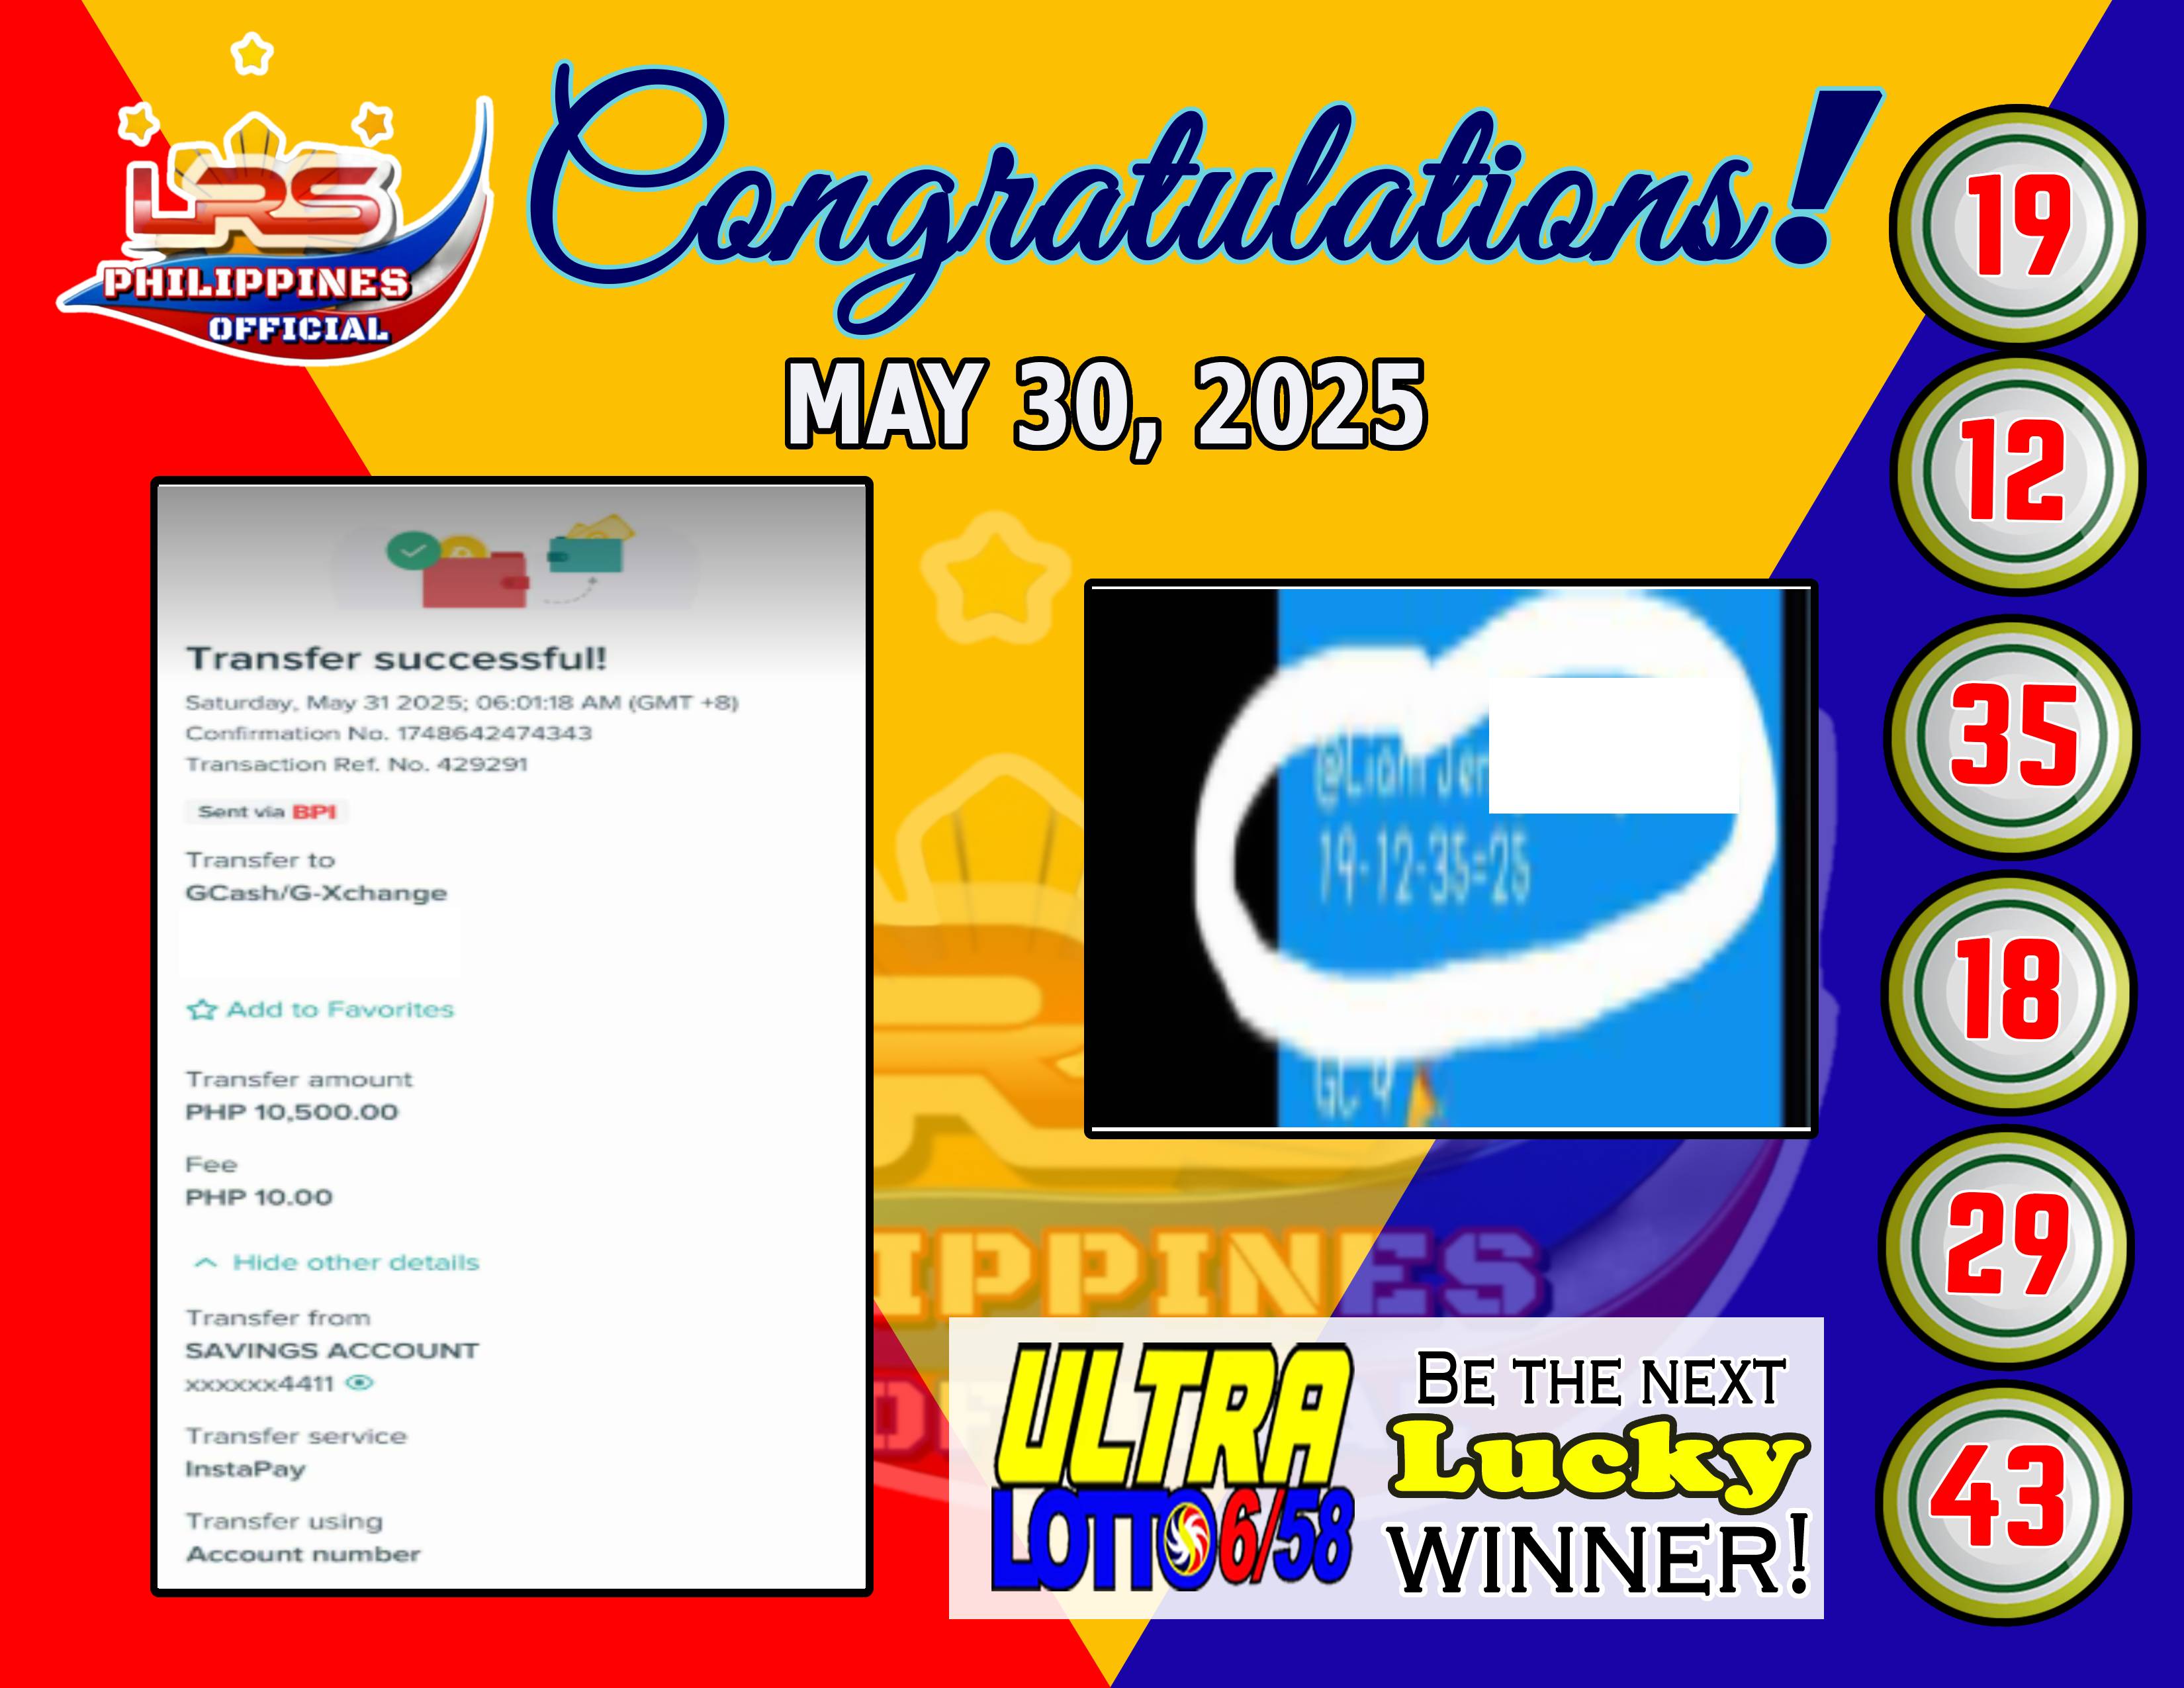 LRS
PHILIPPINES
OFFICIAL
Congratulations!
MAY 30, 2025
Transfer successful!
Saturday, May 31 2025; 06:01:18 AM (GMT +8)
Confirmation No. 1748642474343
Transaction Ref. No. 429291
Sent via BPI
Transfer to
GCash/G-Xchange
Add to Favorites
Transfer amount
PHP 10,500.00
Fee
PHP 10.00
Hide other details
Transfer from
SAVINGS ACCOUNT
xxxxxx4411
Transfer service
InstaPay
Transfer using
Account number
@Liam Jer
19-12-35=25
GC 9
IPPINES
ULTRA
LOTTO 6/58
BE THE NEXT
Lucky
WINNER!
19
12
35
18
29
43